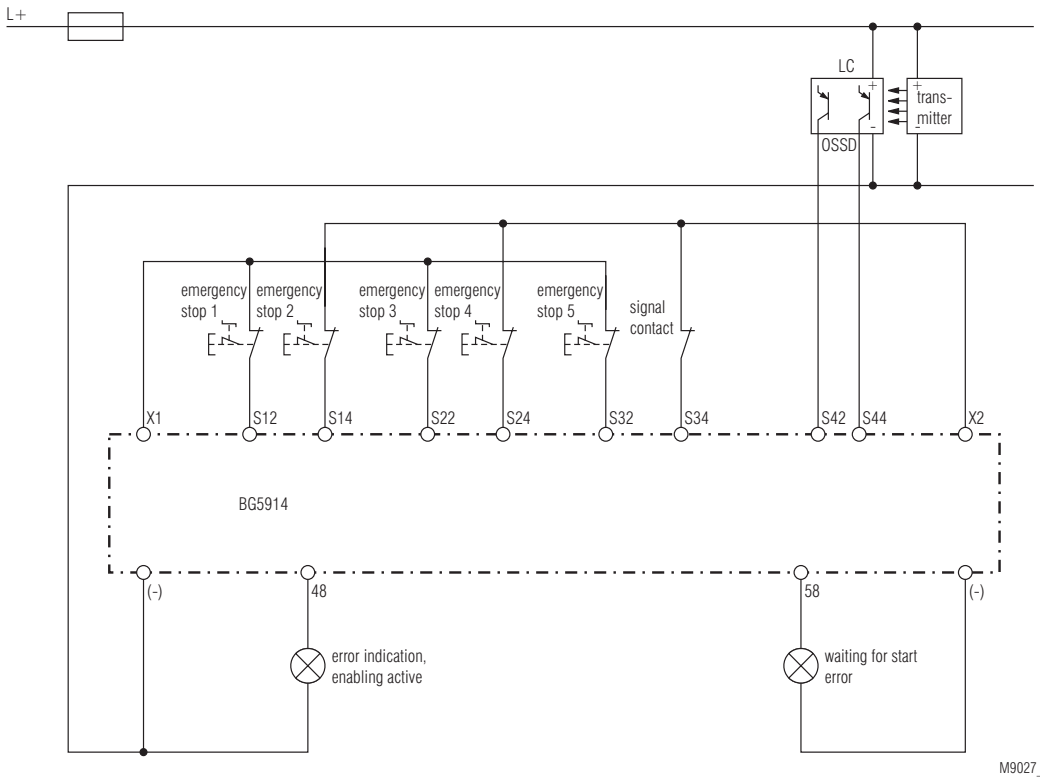 L+
LC
+
+
trans-
mitter
-
-
OSSD
emergency
stop 1
emergency
stop 2
emergency
stop 3
emergency
stop 4
emergency
stop 5
signal
contact
X1
S12
S14
S22
S24
S32
S34
S42
S44
X2
BG5914
(-)
48
58
(-)
error indication,
enabling active
waiting for start
error
M9027_